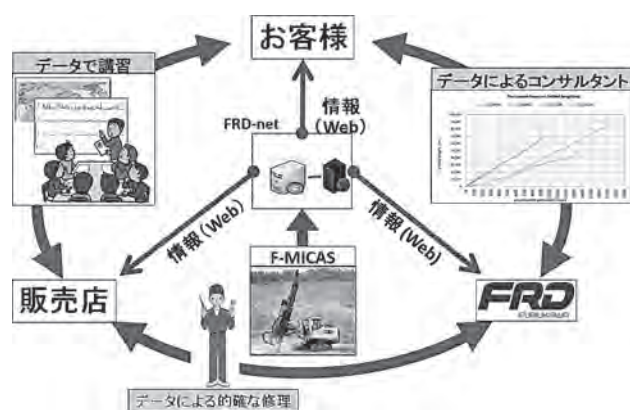 お客様
データで講習
データによるコンサルタント
情報
(Web)
FRD-net
情報 (Web)
情報 (Web)
F-MICAS
販売店
FRD
FURUKAWA
データによる的確な修理